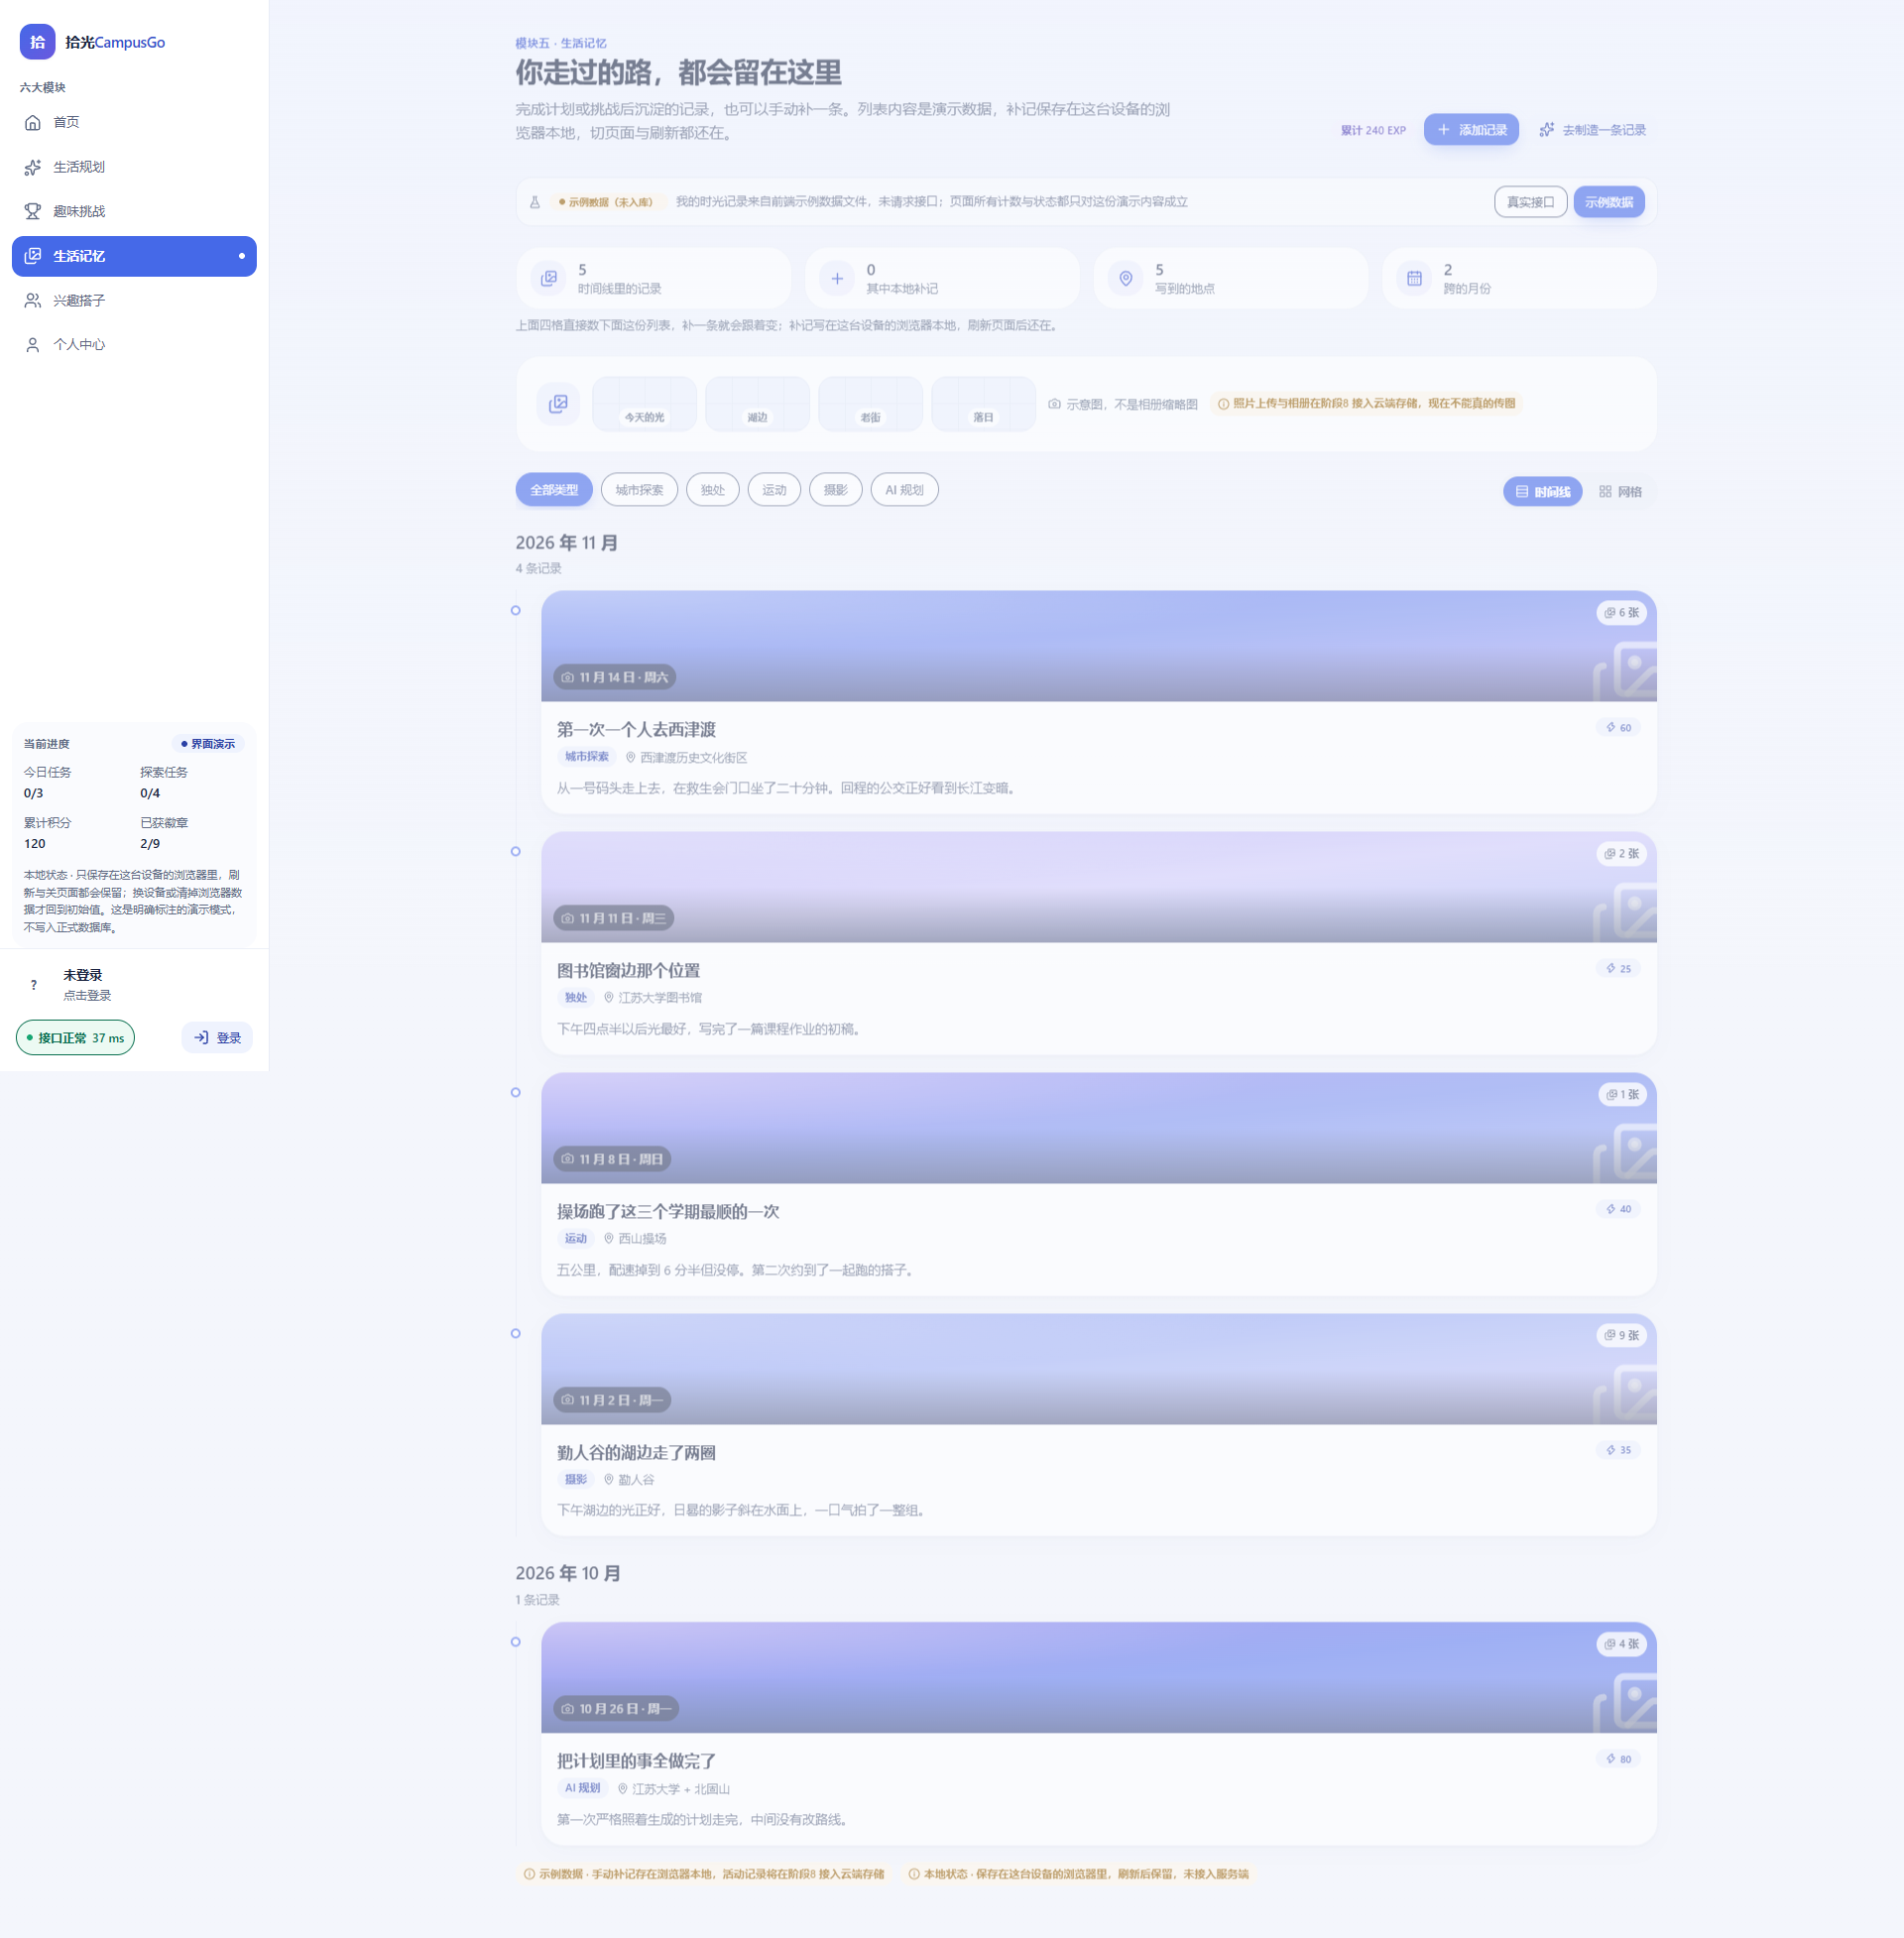 拾 拾光CampusGo
六大模块
首页
生活规划
趣味挑战
生活记忆
兴趣搭子
个人中心
当前进度 界面演示
今日任务 探索任务
0/3 0/4
累计积分 已获徽章
120 2/9
本地状态 · 只保存在这台设备的浏览器里,刷
新与关页面都会保留;换设备或清掉浏览器数
据才回到初始值。这是明确标注的演示模式,
不写入正式数据库。
? 未登录
点击登录
接口正常 37 ms 登录
模块五 · 生活记忆
你走过的路,都会留在这里
完成计划或挑战后沉淀的记录,也可以手动补一条。列表内容是演示数据,补记保存在这台设备的浏
览器本地,切页面与刷新都还在。
累计 240 EXP 添加记录 去制造一条记录
示例数据(未入库) 我的时光记录来自前端示例数据文件,未请求接口;页面所有计数与状态都只对这份演示内容成立 真实接口 示例数据
5 时间线里的记录
0 其中本地补记
5 写到的地点
2 跨的月份
上面四格直接数下面这份列表,补一条就会跟着变;补记写在这台设备的浏览器本地,刷新页面后还在。
今天的光 湖边 老街 落日 示意图,不是相册缩略图 照片上传与相册在阶段8 接入云端存储,现在不能真的传图
全部类型 城市探索 独处 运动 摄影 AI 规划 时间线 网格
2026 年 11 月
4 条记录
6 张
11 月 14 日 · 周六
第一次一个人去西津渡 60
城市探索 西津渡历史文化街区
从一号码头走上去,在救生会门口坐了二十分钟。回程的公交正好看到长江变暗。
2 张
11 月 11 日 · 周三
图书馆窗边那个位置 25
独处 江苏大学图书馆
下午四点半以后光最好,写完了一篇课程作业的初稿。
1 张
11 月 8 日 · 周日
操场跑了这三个学期最顺的一次 40
运动 西山操场
五公里,配速掉到 6 分半但没停。第二次约到了一起跑的搭子。
9 张
11 月 2 日 · 周一
勤人谷的湖边走了两圈 35
摄影 勤人谷
下午湖边的光正好,日晷的影子斜在水面上,一口气拍了一整组。
2026 年 10 月
1 条记录
4 张
10 月 26 日 · 周一
把计划里的事全做完了 80
AI 规划 江苏大学 + 北固山
第一次严格照着生成的计划走完,中间没有改路线。
示例数据 · 手动补记存在浏览器本地,活动记录将在阶段8 接入云端存储 本地状态 · 保存在这台设备的浏览器里,刷新后保留,未接入服务端